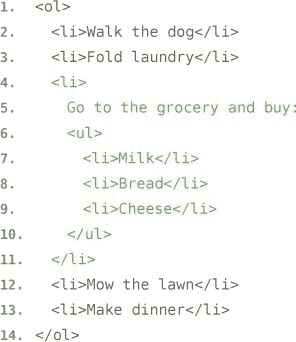 1. <ol>
2. <li>Walk the dog</li>
3. <li>Fold laundry</li>
4. <li>
5. Go to the grocery and buy:
6. <ul>
7. <li>Milk</li>
8. <li>Bread</li>
9. <li>Cheese</li>
10. </ul>
11. </li>
12. <li>Mow the lawn</li>
13. <li>Make dinner</li>
14. </ol>